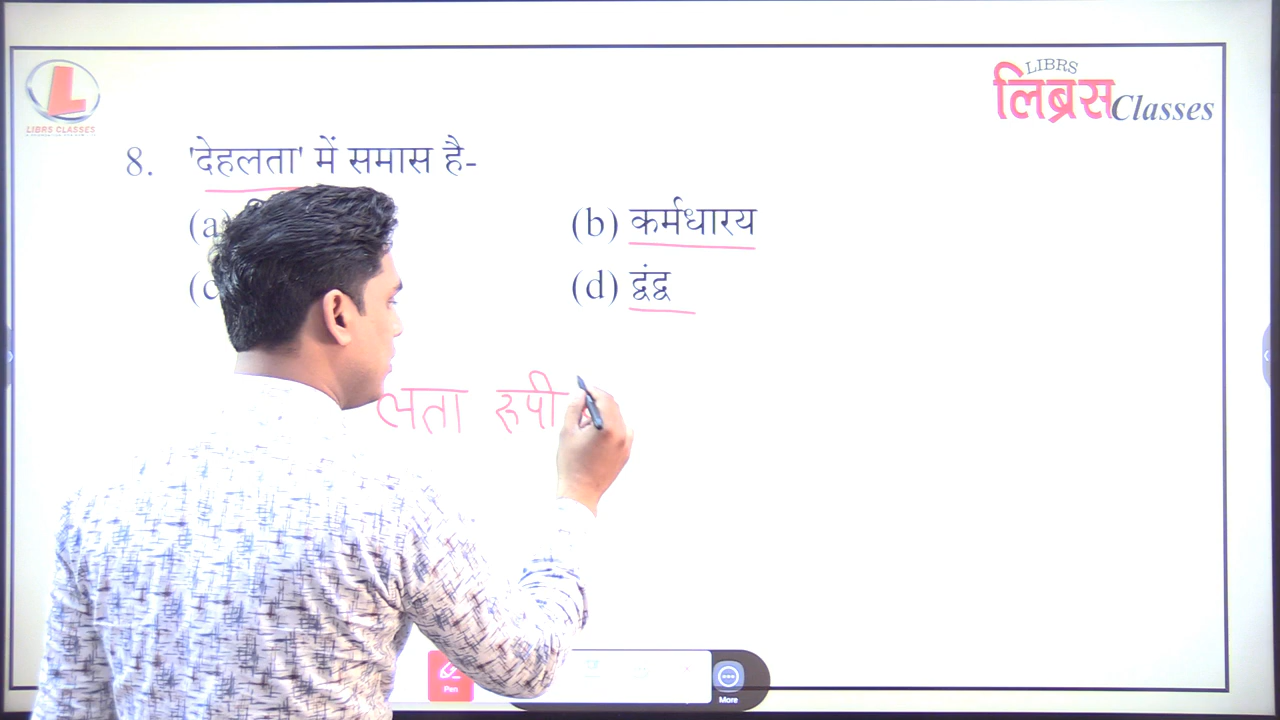 LIBRS
लिब्रस Classes
L
LIBRS CLASSES
8. 'देहलता' में समास है-
(a)
(b) कर्मधारय
(c
(d) द्वंद्व
लता रूपी
Pen
More